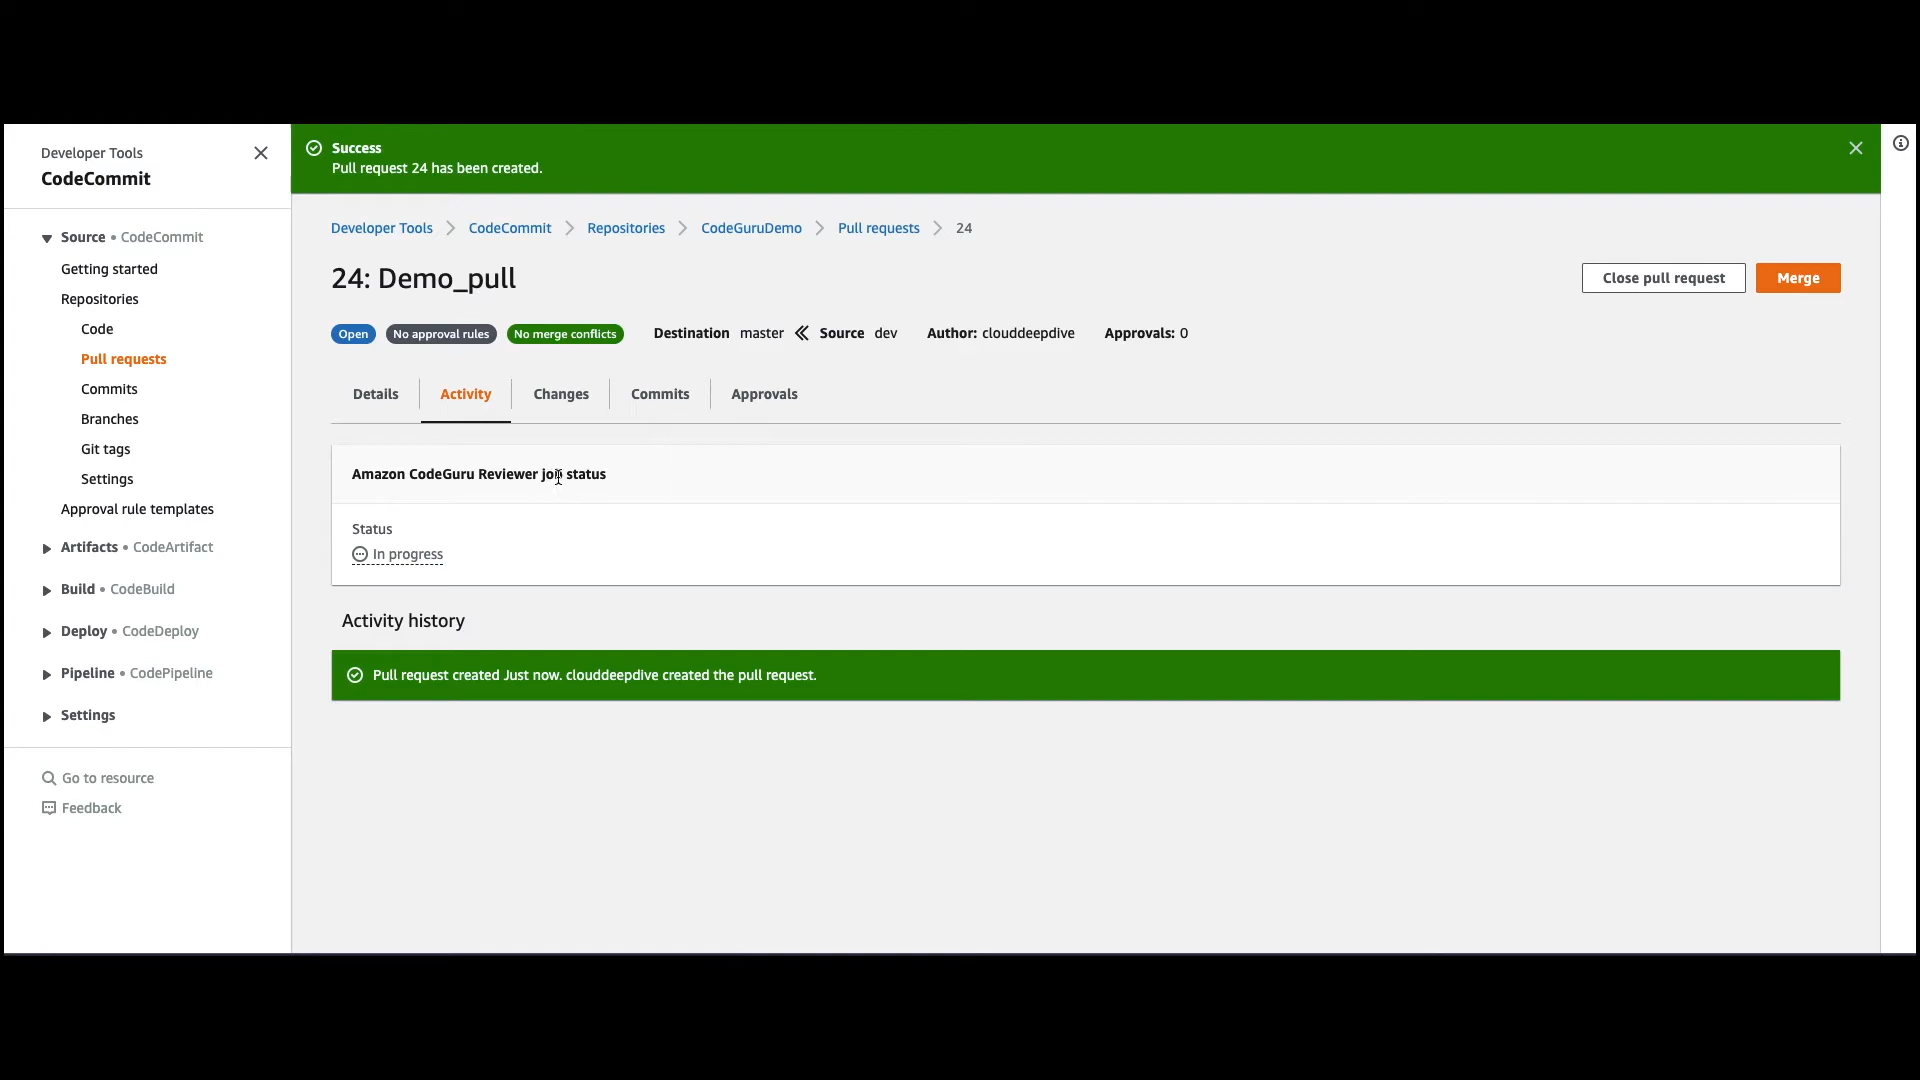 Developer Tools
CodeCommit
Source • CodeCommit
Getting started
Repositories
Code
Pull requests
Commits
Branches
Git tags
Settings
Approval rule templates
Artifacts • CodeArtifact
Build • CodeBuild
Deploy • CodeDeploy
Pipeline • CodePipeline
Settings
Go to resource
Feedback
Success
Pull request 24 has been created.
Developer Tools > CodeCommit > Repositories > CodeGuruDemo > Pull requests > 24
24: Demo_pull
Close pull request Merge
Open No approval rules No merge conflicts Destination master Source dev Author: clouddeepdive Approvals: 0
Details Activity Changes Commits Approvals
Amazon CodeGuru Reviewer job status
Status
In progress
Activity history
Pull request created Just now. clouddeepdive created the pull request.